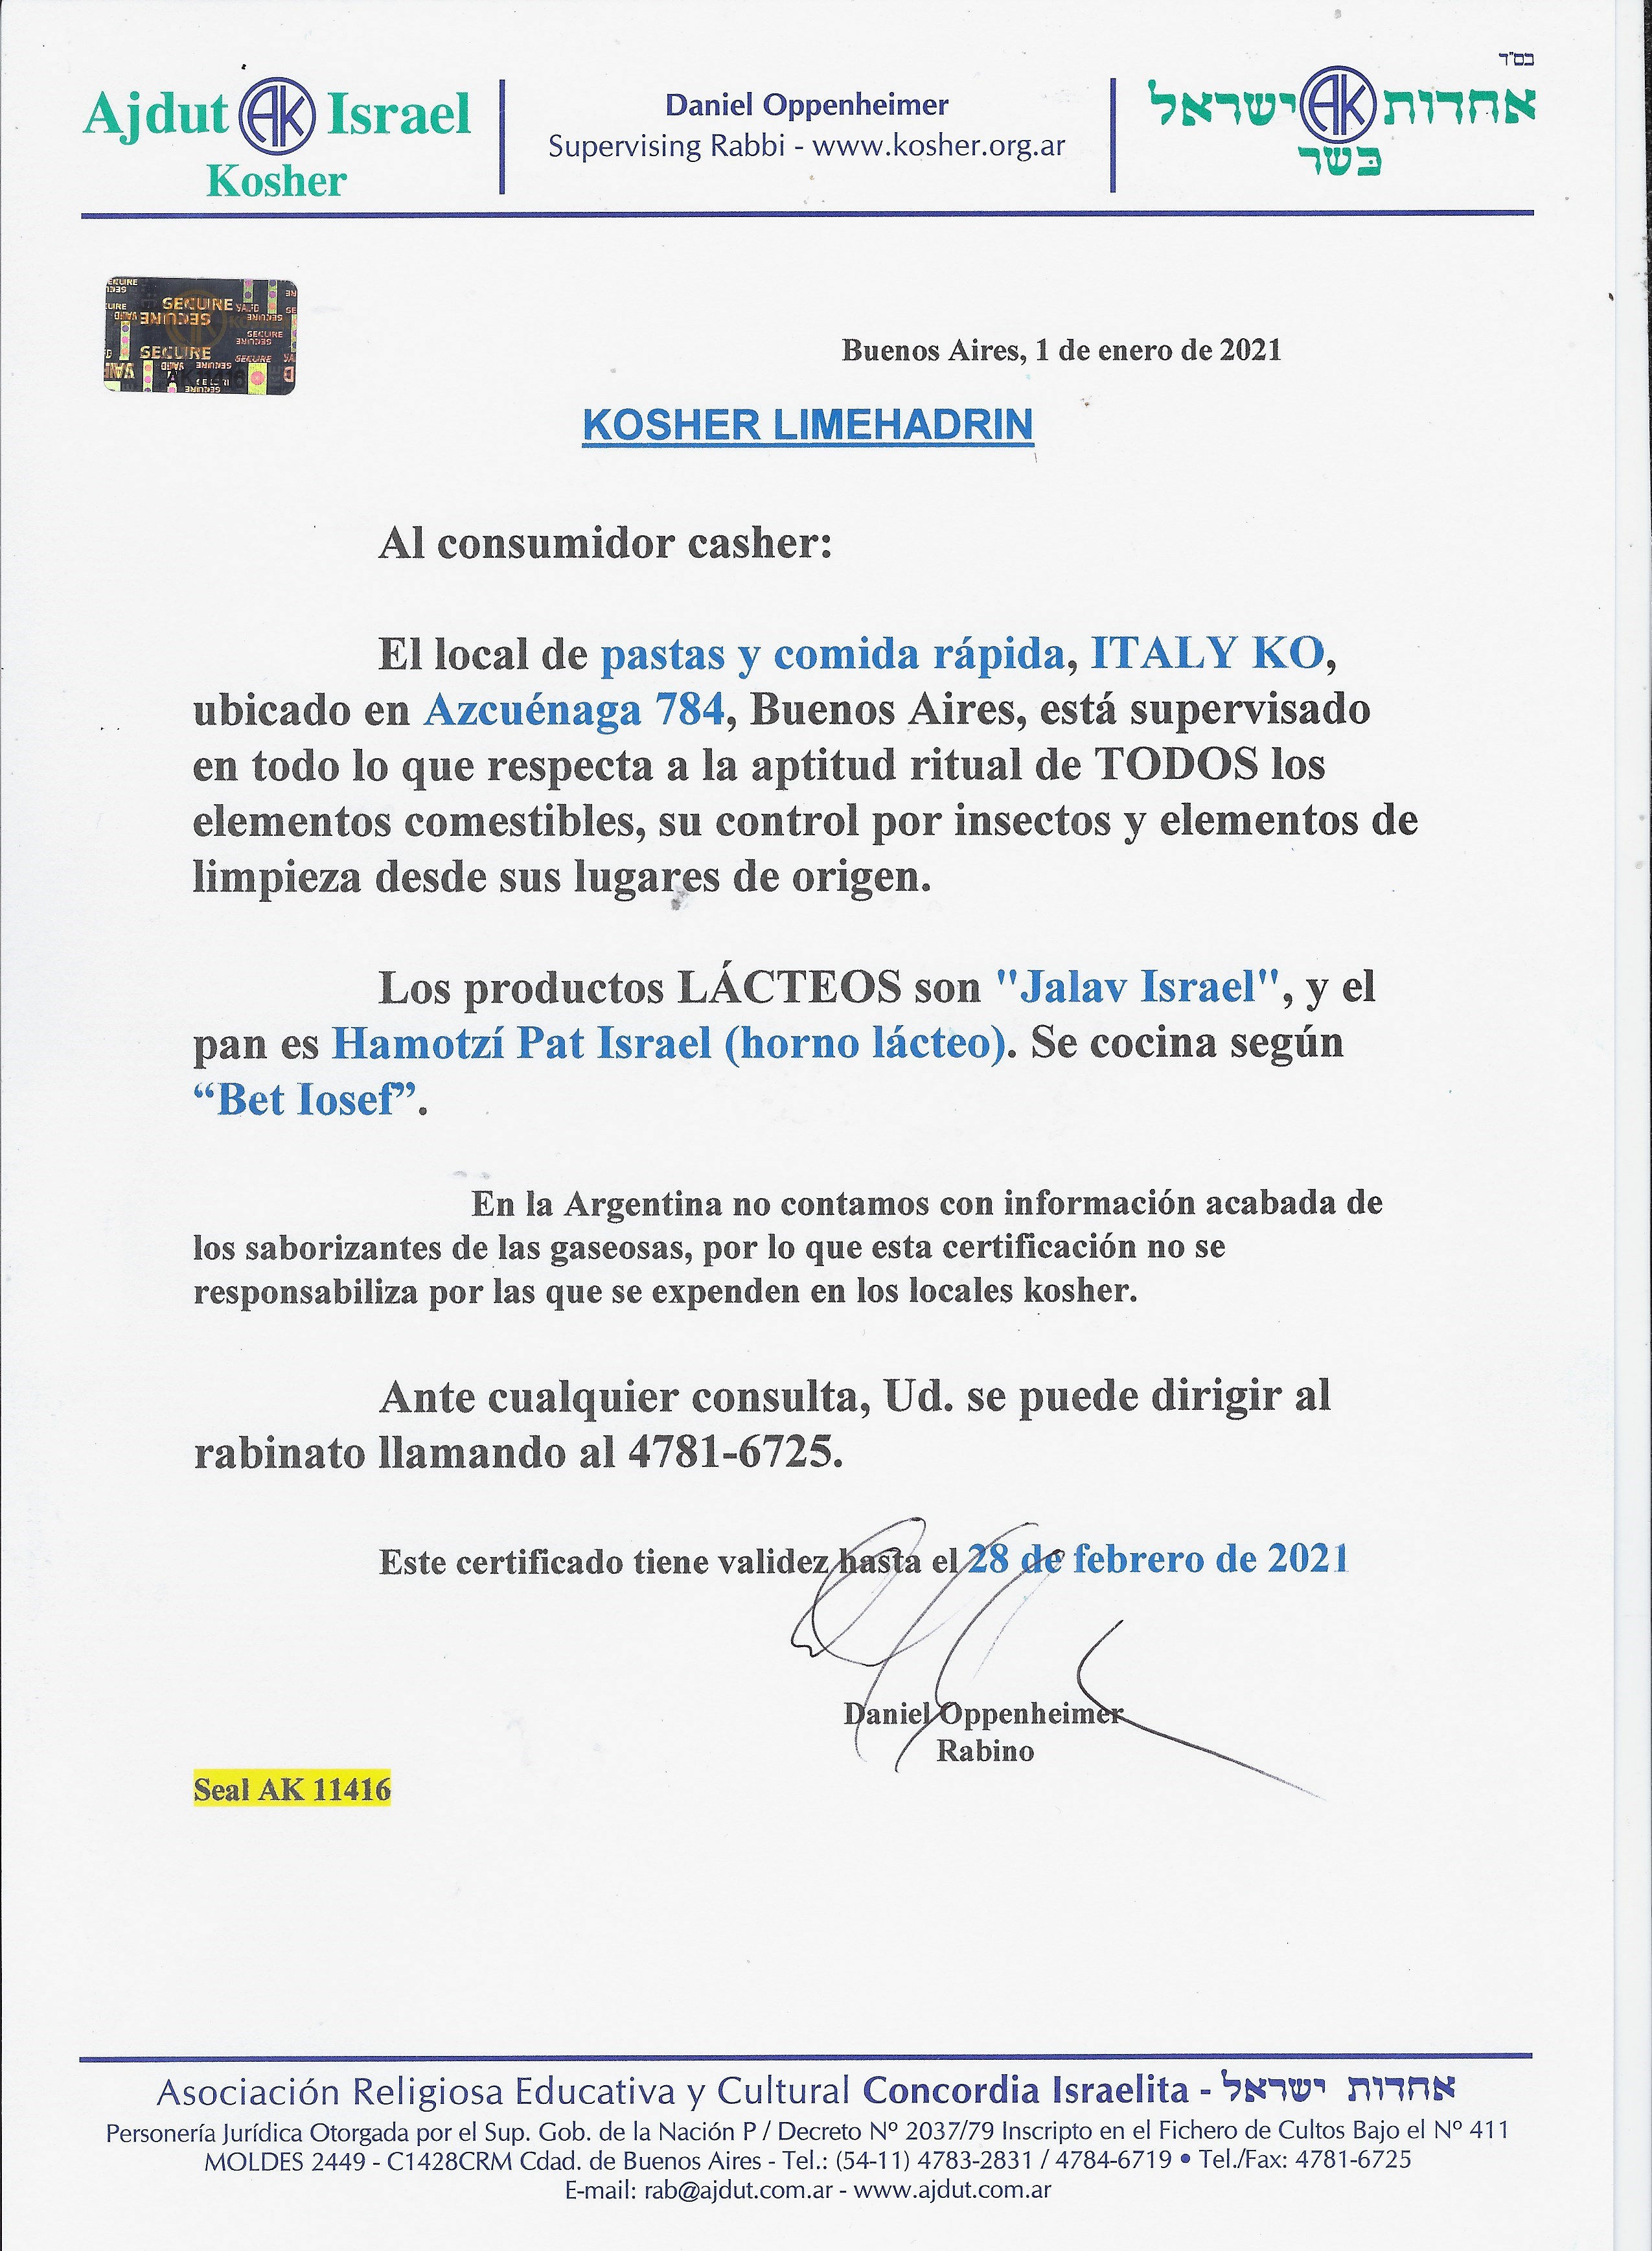 בס"ד
Ajdut AK Israel
Kosher
Daniel Oppenheimer
Supervising Rabbi - www.kosher.org.ar
אחדות AK ישראל
כשר
SECURE
SECURE
SECURE
Buenos Aires, 1 de enero de 2021
KOSHER LIMEHADRIN
Al consumidor casher:
El local de pastas y comida rápida, ITALY KO,
ubicado en Azcuénaga 784, Buenos Aires, está supervisado
en todo lo que respecta a la aptitud ritual de TODOS los
elementos comestibles, su control por insectos y elementos de
limpieza desde sus lugares de origen.
Los productos LÁCTEOS son "Jalav Israel", y el
pan es Hamotzí Pat Israel (horno lácteo). Se cocina según
“Bet Iosef”.
En la Argentina no contamos con información acabada de
los saborizantes de las gaseosas, por lo que esta certificación no se
responsabiliza por las que se expenden en los locales kosher.
Ante cualquier consulta, Ud. se puede dirigir al
rabinato llamando al 4781-6725.
Este certificado tiene validez hasta el 28 de febrero de 2021
Daniel Oppenheimer
Rabino
Seal AK 11416
Asociación Religiosa Educativa y Cultural Concordia Israelita - אחדות ישראל
Personería Jurídica Otorgada por el Sup. Gob. de la Nación P / Decreto Nº 2037/79 Inscripto en el Fichero de Cultos Bajo el Nº 411
MOLDES 2449 - C1428CRM Cdad. de Buenos Aires - Tel.: (54-11) 4783-2831 / 4784-6719 • Tel./Fax: 4781-6725
E-mail: rab@ajdut.com.ar - www.ajdut.com.ar